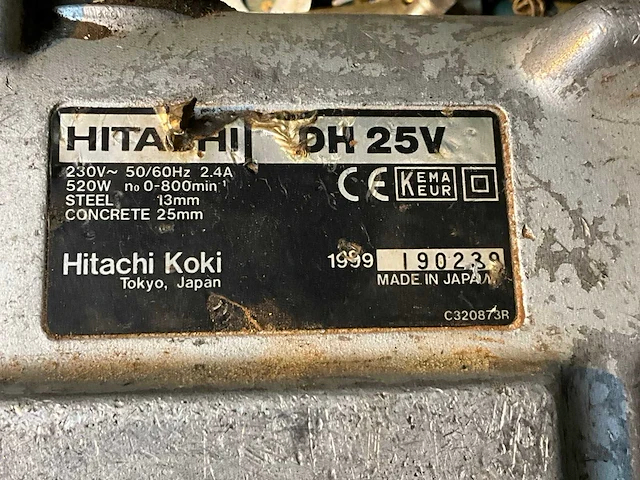 HITACHI DH 25V
230V~ 50/60Hz 2.4A
520W n₀ 0-800min⁻¹
STEEL 13mm
CONCRETE 25mm
CE KEMA KEUR
Hitachi Koki
Tokyo, Japan
1999 190239
MADE IN JAPAN
C320873R